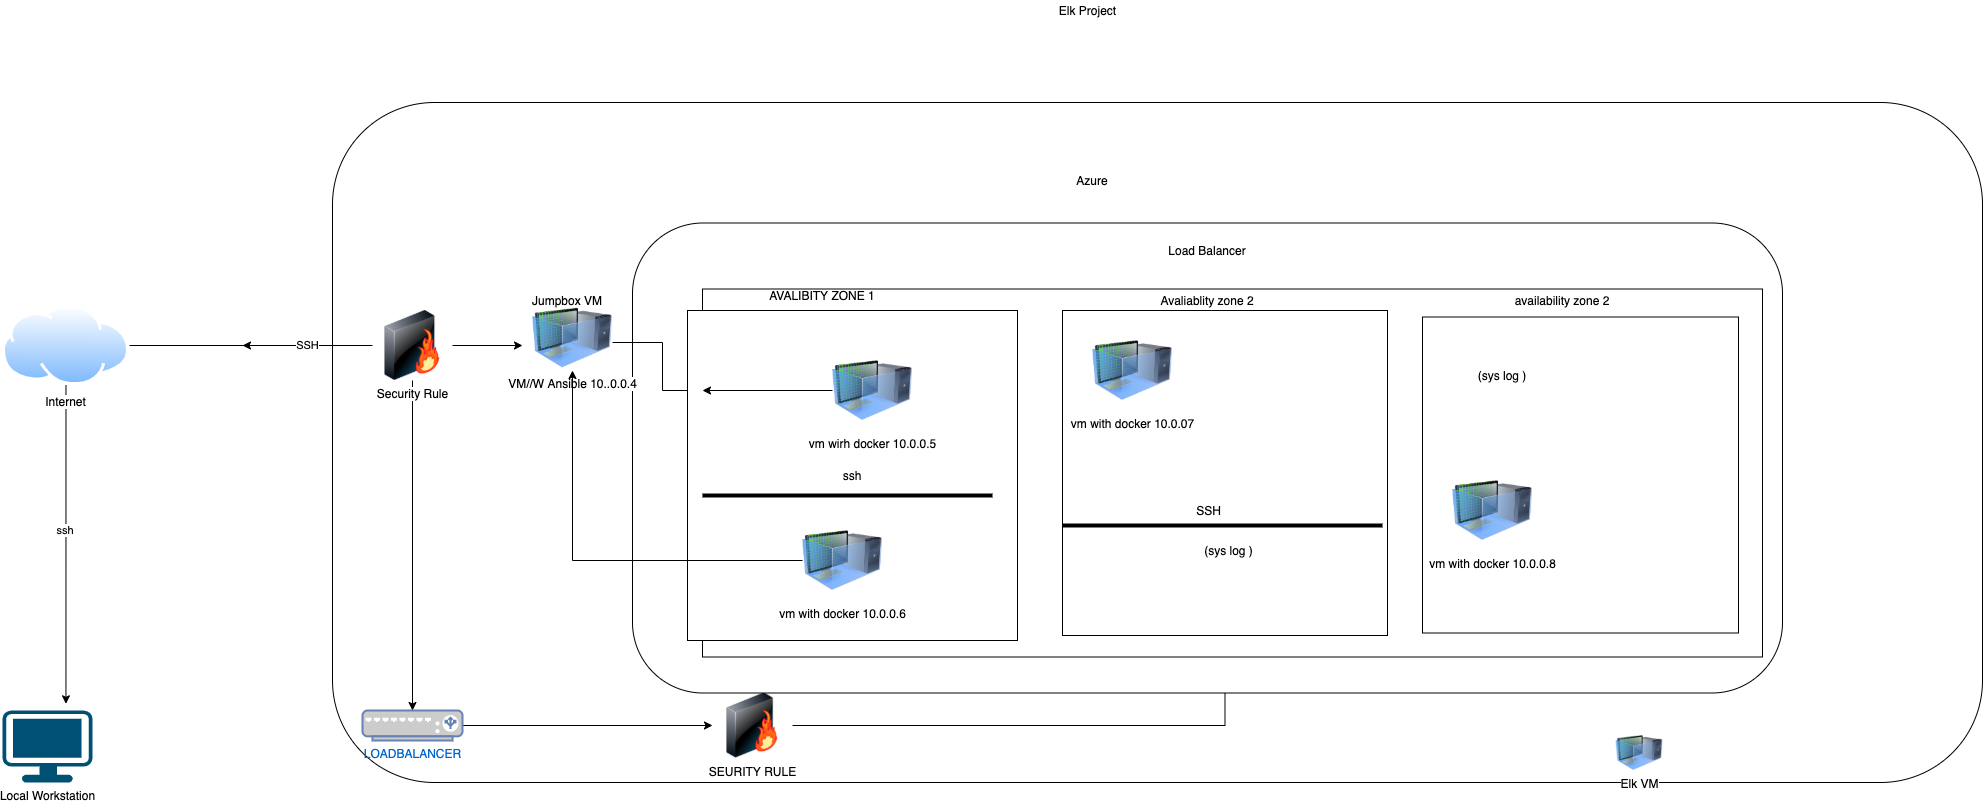 Elk Project
Azure
Load Balancer
AVALIBITY ZONE 1
Avaliablity zone 2
availability zone 2
Jumpbox VM
SSH
VM//W Ansible 10..0.0.4
Security Rule
Internet
(sys log )
vm with docker 10.0.07
vm wirh docker 10.0.0.5
ssh
SSH
(sys log )
ssh
vm with docker 10.0.0.8
vm with docker 10.0.0.6
LOADBALANCER
SEURITY RULE
Elk VM
Local Workstation